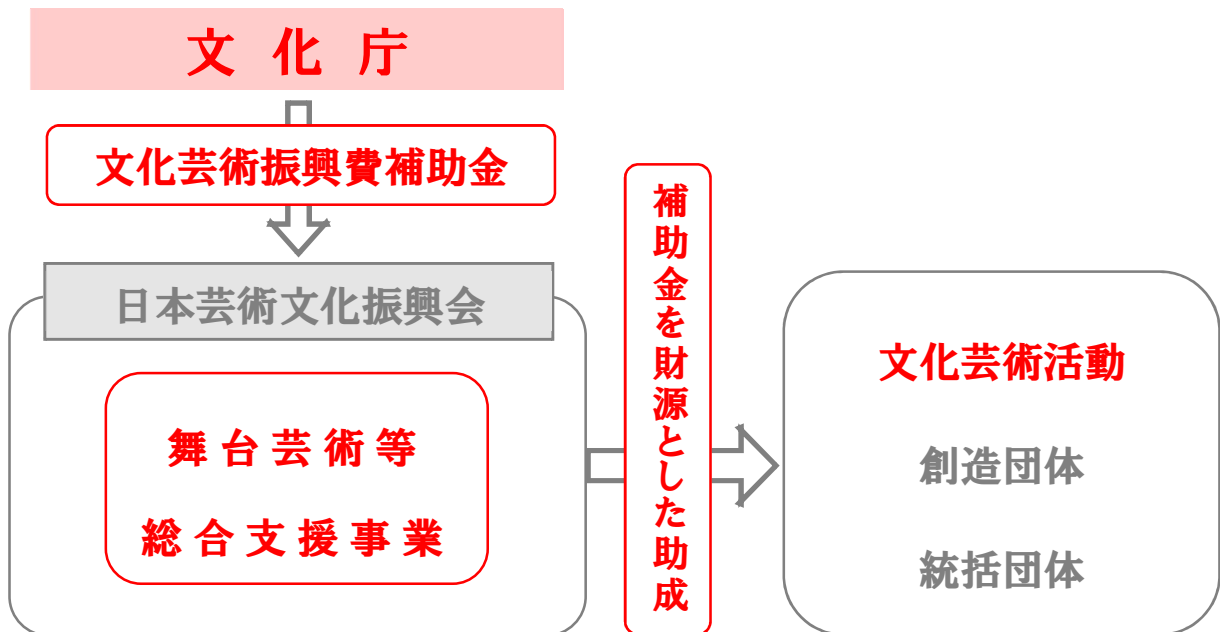 文化庁
文化芸術振興費補助金
日本芸術文化振興会
舞台芸術等
総合支援事業
補助金を財源とした助成
文化芸術活動
創造団体
統括団体